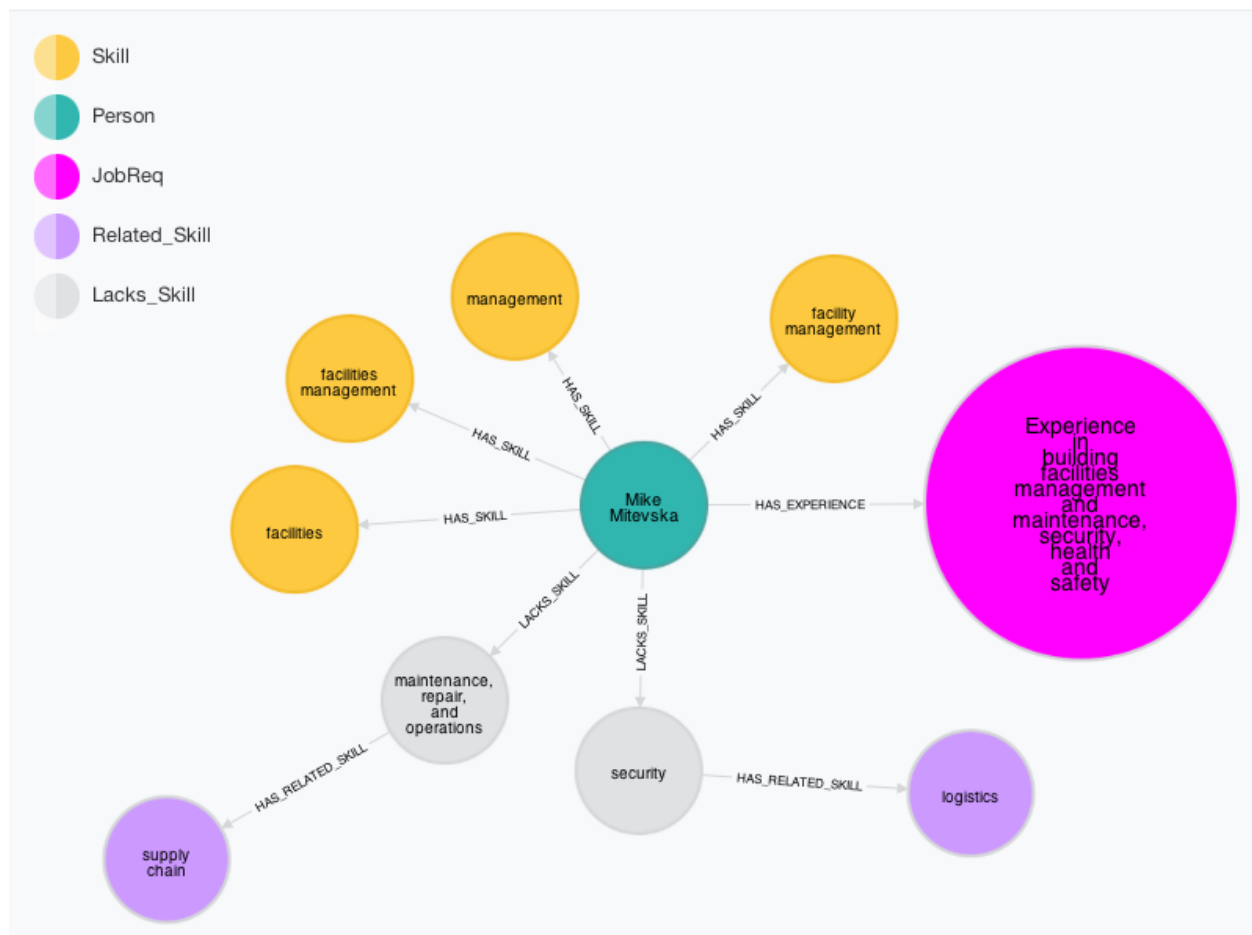 Skill
Person
JobReq
Related_Skill
Lacks_Skill
management
facility
management
facilities
management
HAS_SKILL
HAS_SKILL
HAS_SKILL
Experience
in
building
facilities
management
and
maintenance,
security,
health
and
safety
Mike
Mitevska
HAS_EXPERIENCE
HAS_SKILL
facilities
LACKS_SKILL
LACKS_SKILL
maintenance,
repair,
and
operations
security
HAS_RELATED_SKILL
HAS_RELATED_SKILL
logistics
supply
chain